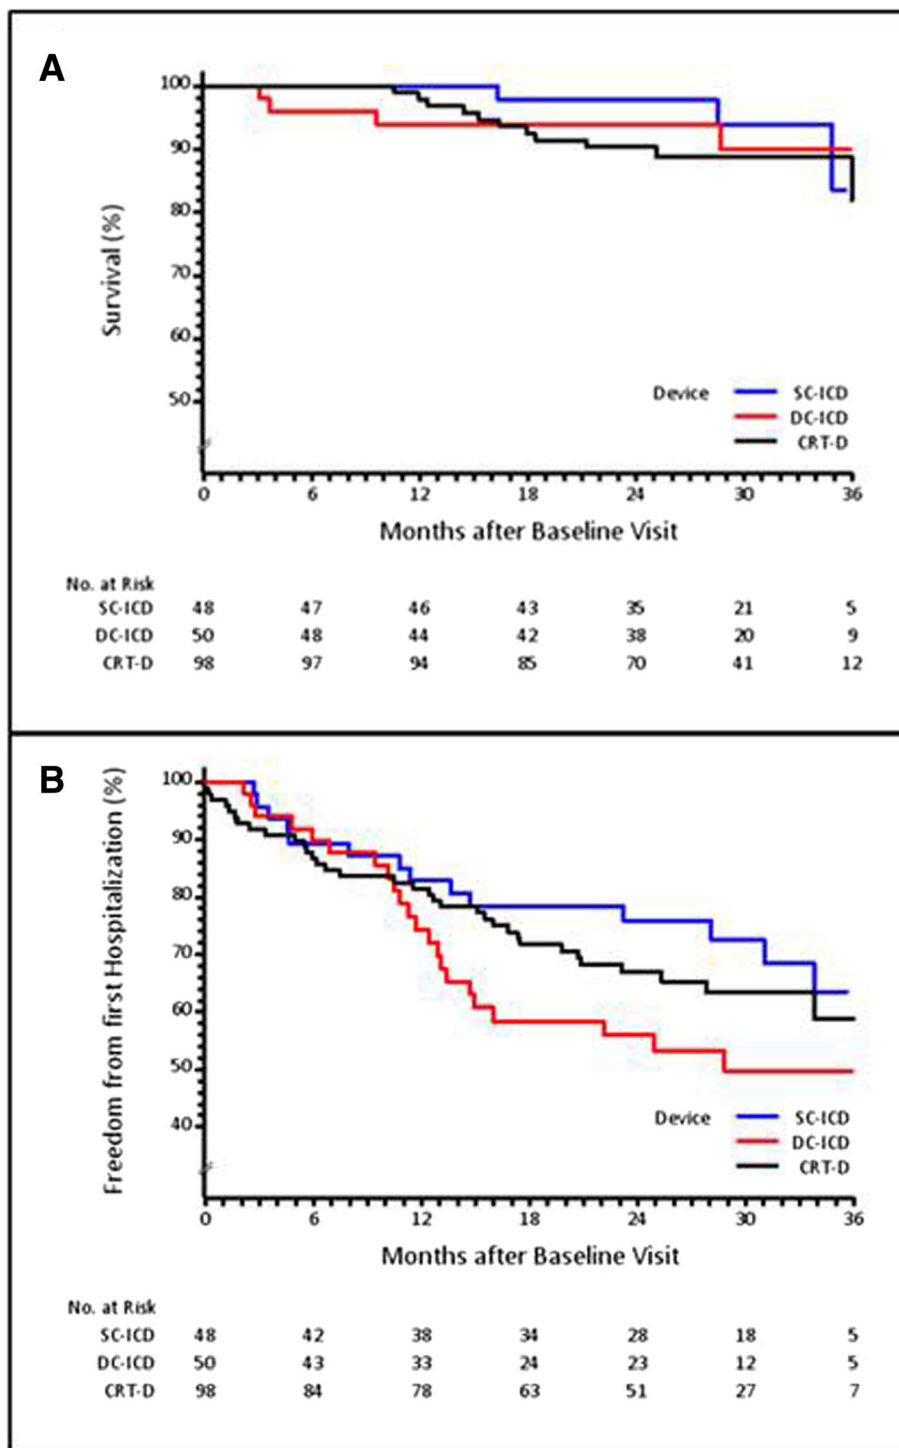 A
Survival (%)
100
90
80
70
60
50
Device SC-ICD
DC-ICD
CRT-D
0 6 12 18 24 30 36
Months after Baseline Visit
No. at Risk
SC-ICD 48 47 46 43 35 21 5
DC-ICD 50 48 44 42 38 20 9
CRT-D 98 97 94 85 70 41 12
B
Freedom from first Hospitalization (%)
100
90
80
70
60
50
40
Device SC-ICD
DC-ICD
CRT-D
0 6 12 18 24 30 36
Months after Baseline Visit
No. at Risk
SC-ICD 48 42 38 34 28 18 5
DC-ICD 50 43 33 24 23 12 5
CRT-D 98 84 78 63 51 27 7